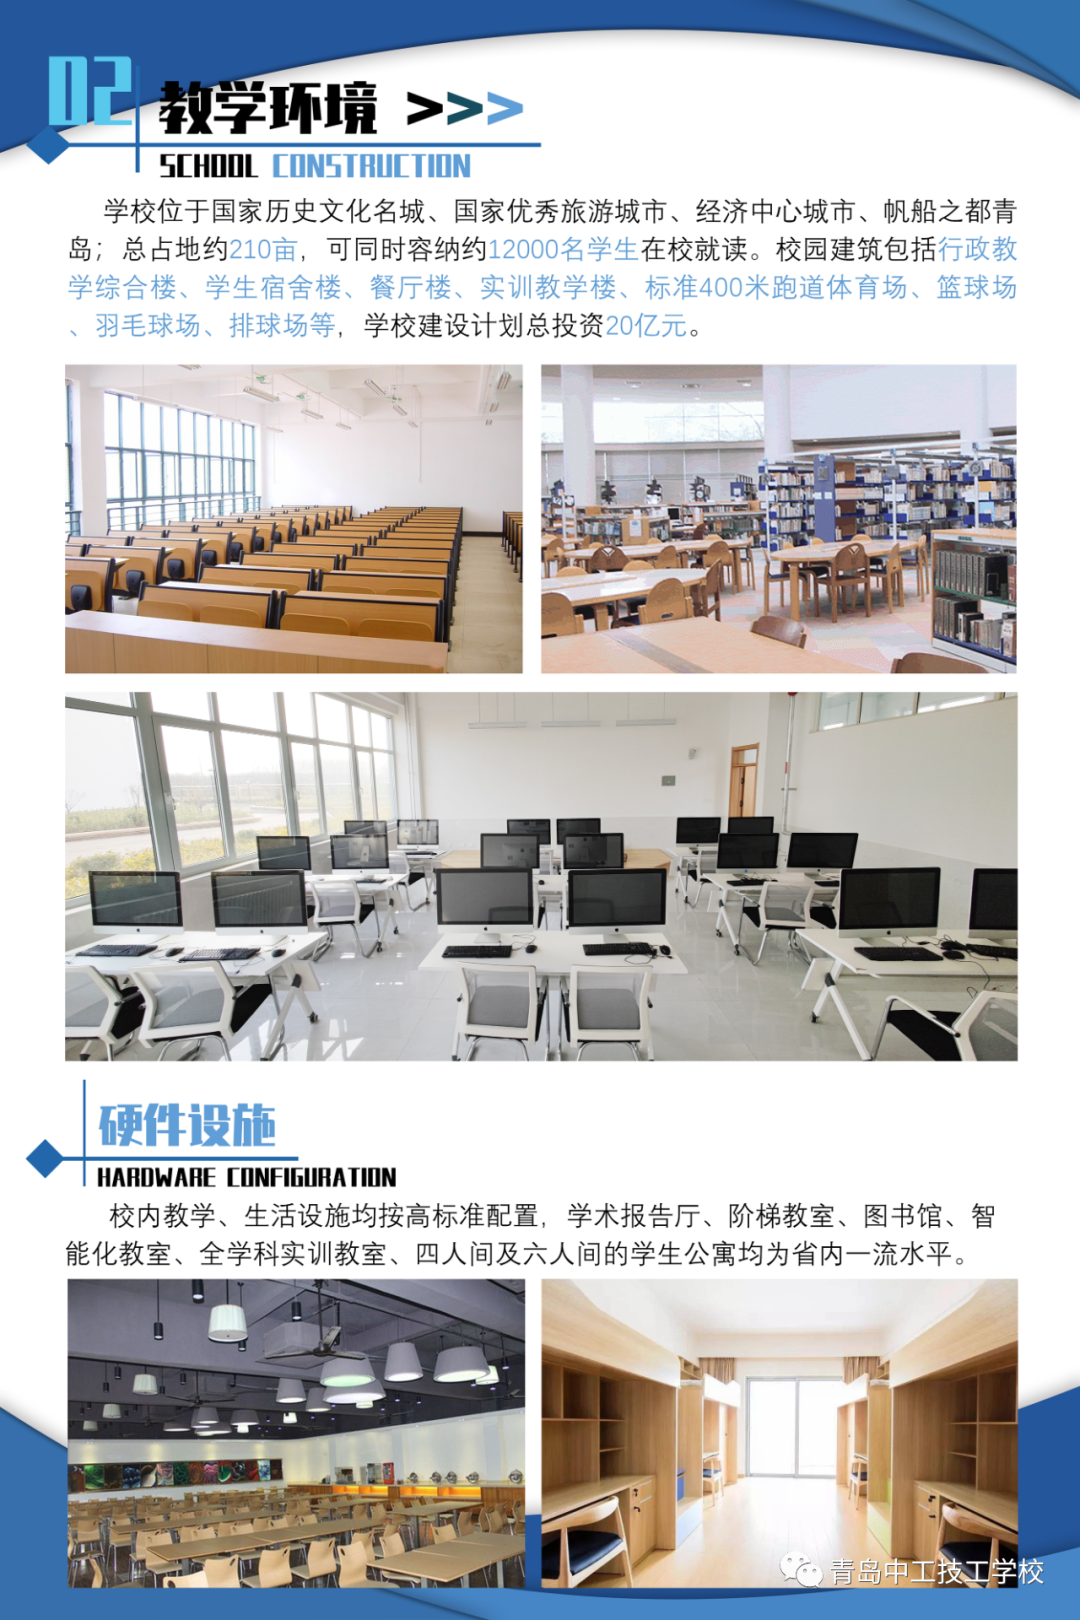 02
教学环境 >>>
SCHOOL CONSTRUCTION
学校位于国家历史文化名城、国家优秀旅游城市、经济中心城市、帆船之都青
岛；总占地约210亩，可同时容纳约12000名学生在校就读。校园建筑包括行政教
学综合楼、学生宿舍楼、餐厅楼、实训教学楼、标准400米跑道体育场、篮球场
、羽毛球场、排球场等，学校建设计划总投资20亿元。
硬件设施
HARDWARE CONFIGURATION
校内教学、生活设施均按高标准配置，学术报告厅、阶梯教室、图书馆、智
能化教室、全学科实训教室、四人间及六人间的学生公寓均为省内一流水平。
青岛中工技工学校